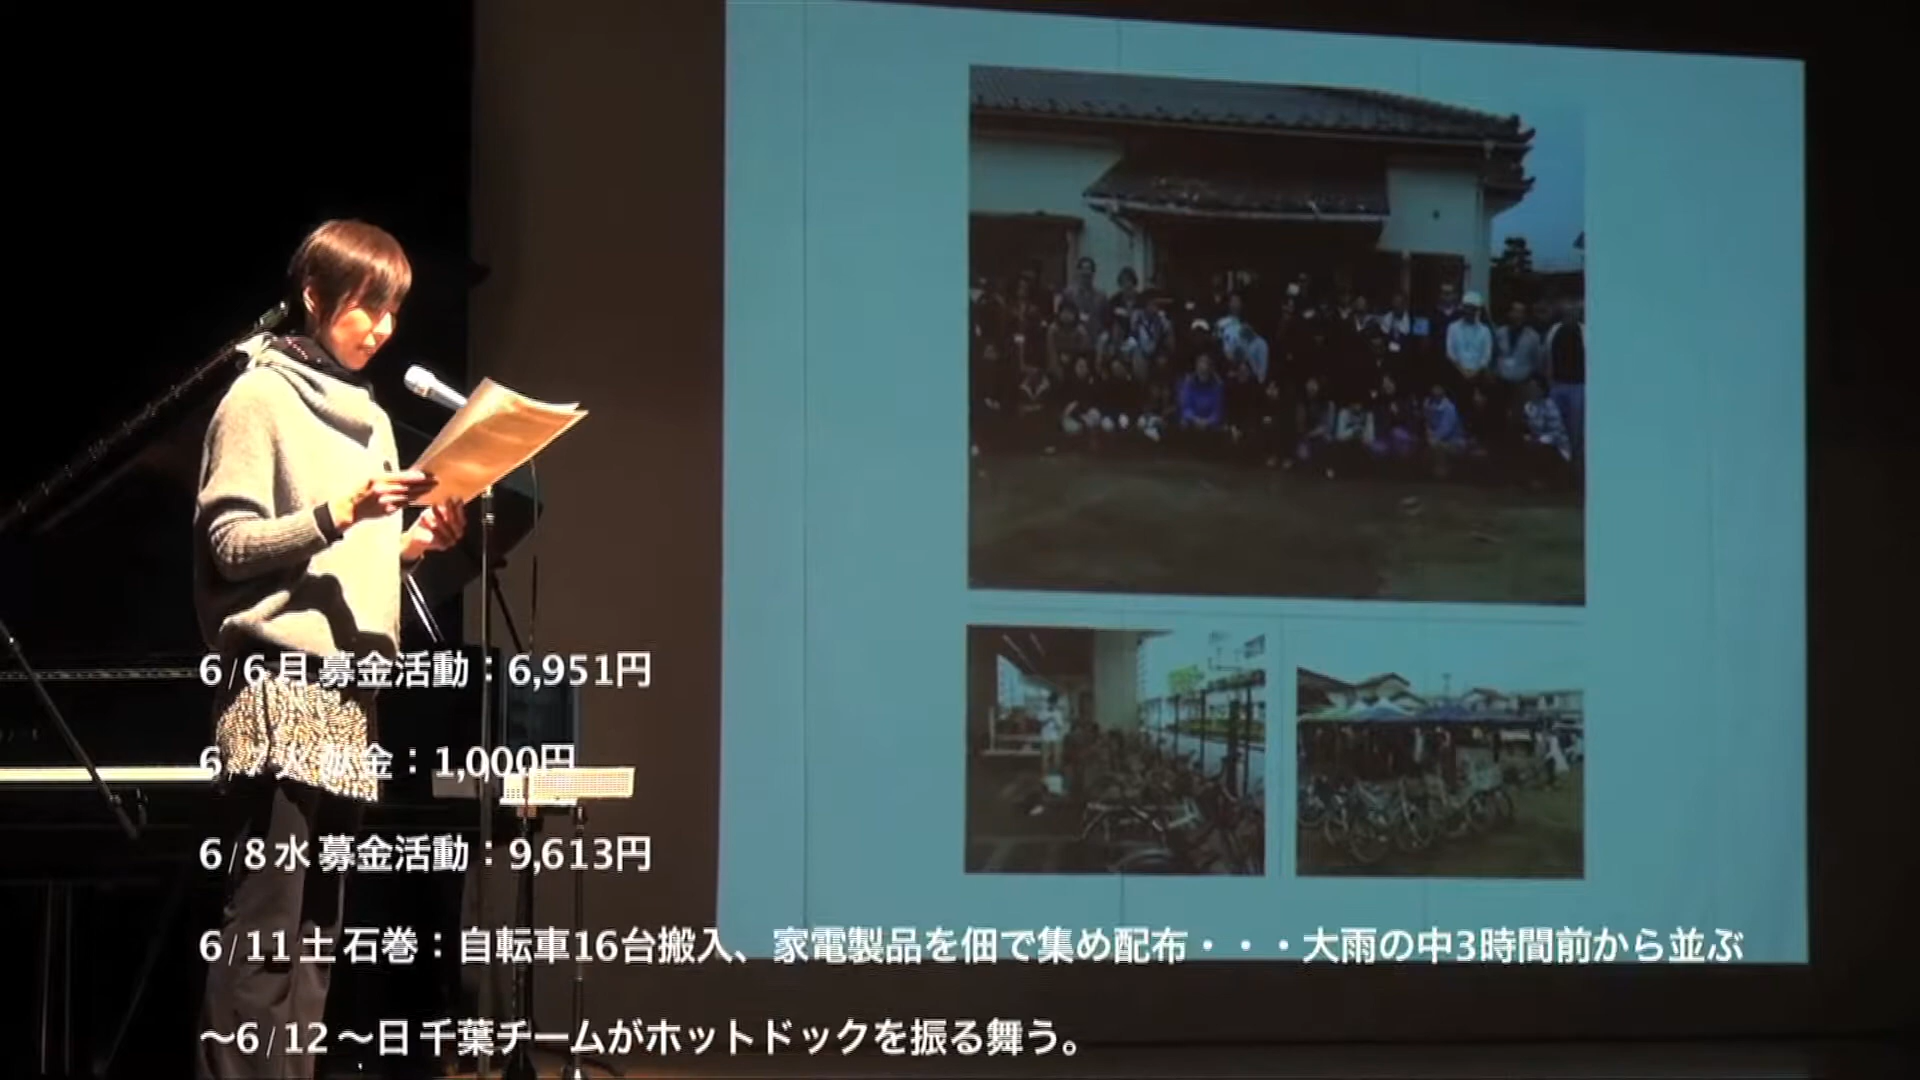 6/6月 募金活動：6,951円
6/7火 献金：1,000円
6/8水 募金活動：9,613円
6/11土 石巻：自転車16台搬入、家電製品を佃で集め配布・・・大雨の中3時間前から並ぶ
〜6/12〜日 千葉チームがホットドックを振る舞う。